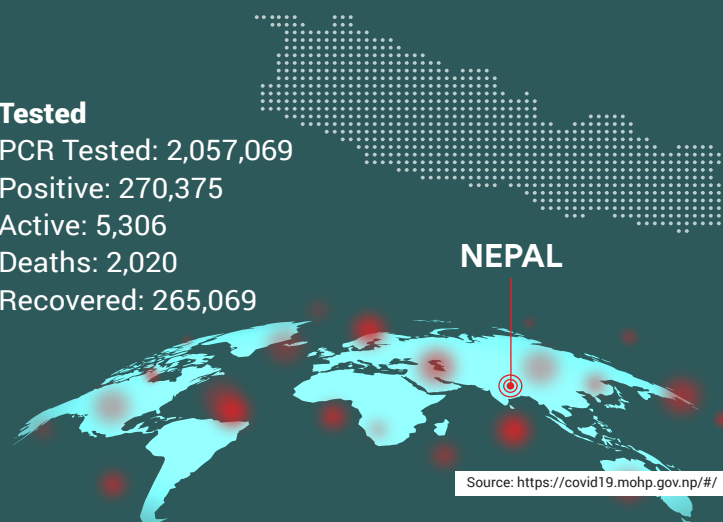 Tested
PCR Tested: 2,057,069
Positive: 270,375
Active: 5,306
Deaths: 2,020
Recovered: 265,069
NEPAL
Source: https://covid19.mohp.gov.np/#/